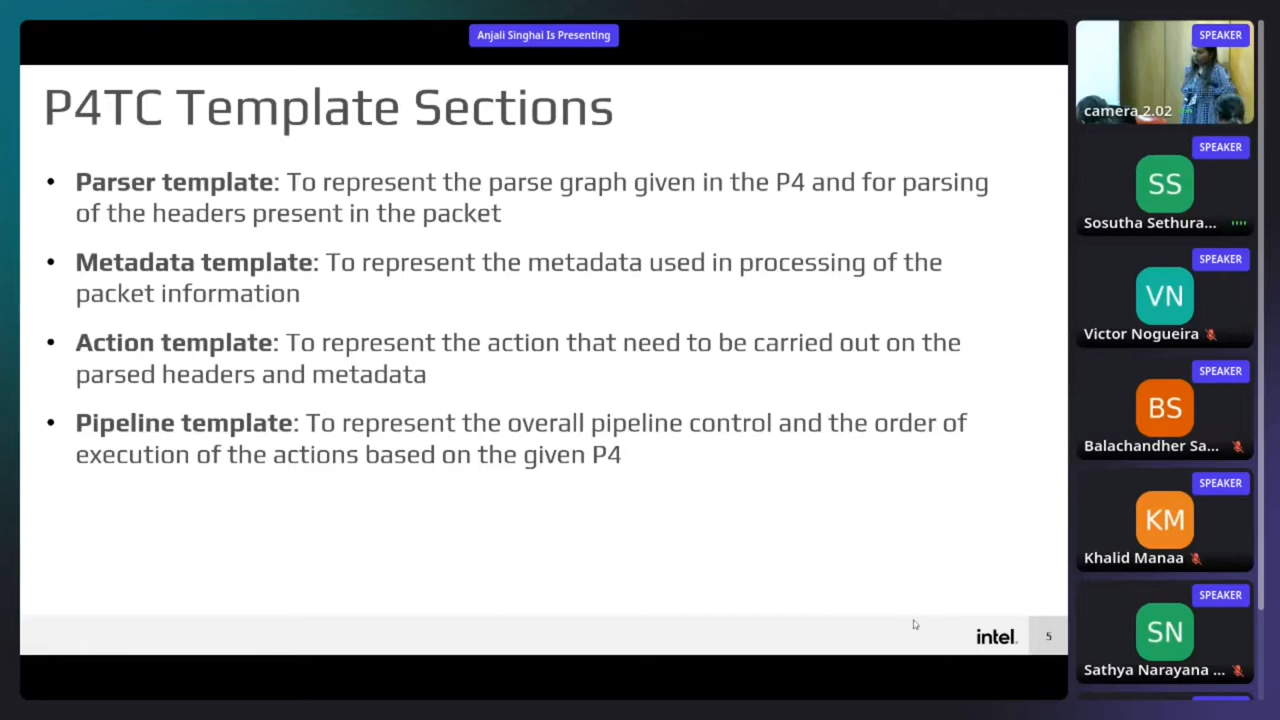 Anjali Singhai Is Presenting
P4TC Template Sections
• Parser template: To represent the parse graph given in the P4 and for parsing
of the headers present in the packet
• Metadata template: To represent the metadata used in processing of the
packet information
• Action template: To represent the action that need to be carried out on the
parsed headers and metadata
• Pipeline template: To represent the overall pipeline control and the order of
execution of the actions based on the given P4
intel.
5
SPEAKER
camera 2.02
SPEAKER
SS
Sosutha Sethura...
SPEAKER
VN
Victor Nogueira
SPEAKER
BS
Balachandher Sa...
SPEAKER
KM
Khalid Manaa
SPEAKER
SN
Sathya Narayana ...